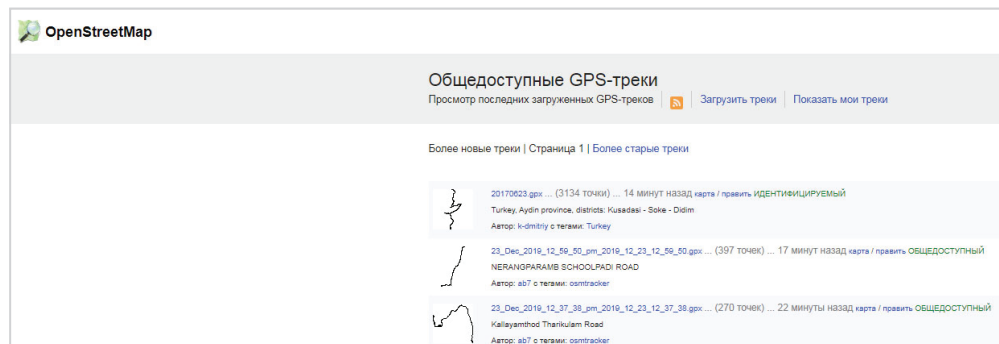 OpenStreetMap
Общедоступные GPS-треки
Просмотр последних загруженных GPS-треков Загрузить треки Показать мои треки
Более новые треки | Страница 1 | Более старые треки
20170623.gpx ... (3134 точки) ... 14 минут назад карта / править ИДЕНТИФИЦИРУЕМЫЙ
Turkey, Aydin province, districts: Kusadasi - Soke - Didim
Автор: k-dmitriy с тегами: Turkey
23_Dec_2019_12_59_50_pm_2019_12_23_12_59_50.gpx ... (397 точек) ... 17 минут назад карта / править ОБЩЕДОСТУПНЫЙ
NERANGPARAMB SCHOOLPADI ROAD
Автор: ab7 с тегами: osmtracker
23_Dec_2019_12_37_38_pm_2019_12_23_12_37_38.gpx ... (270 точек) ... 22 минуты назад карта / править ОБЩЕДОСТУПНЫЙ
Kallayamthod Tharikulam Road
Автор: ab7 с тегами: osmtracker